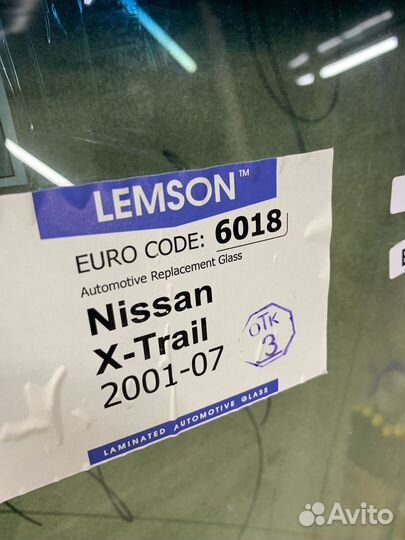 LEMSON™
EURO CODE: 6018
Automotive Replacement Glass
Nissan
X-Trail
2001-07
ОТК
3
LAMINATED AUTOMOTIVE GLASS
Avito